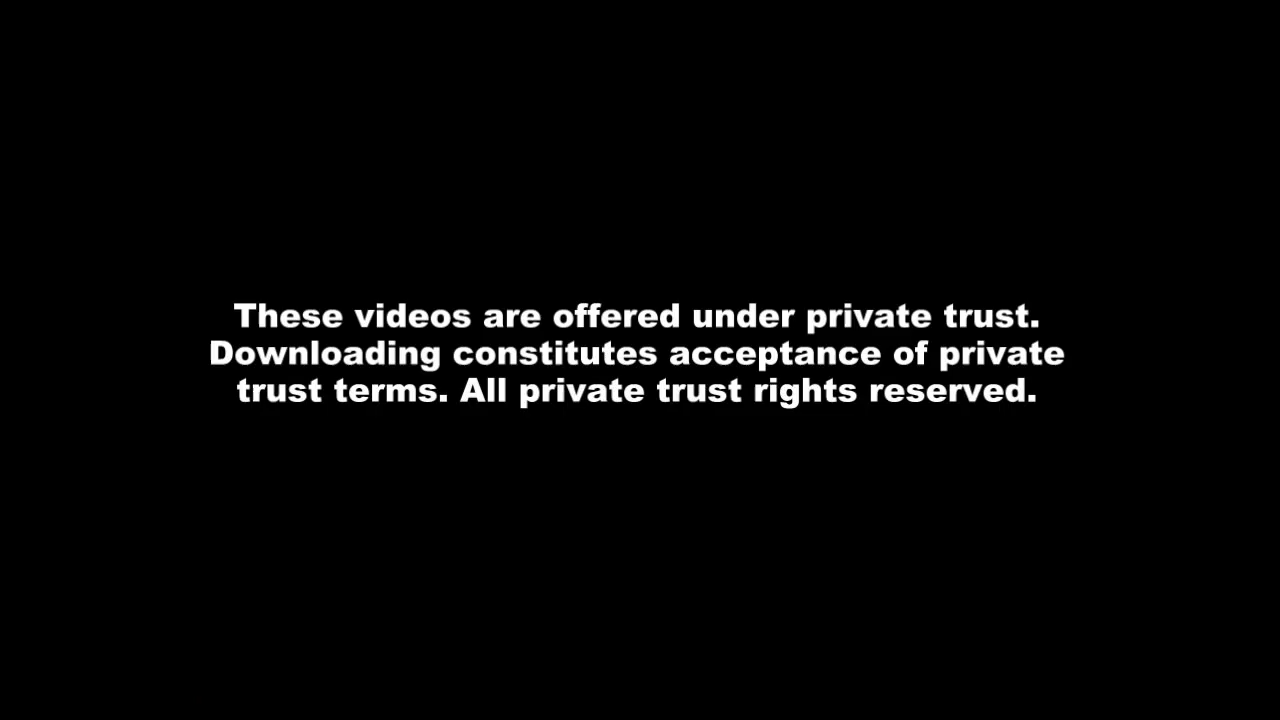 These videos are offered under private trust.
Downloading constitutes acceptance of private
trust terms. All private trust rights reserved.